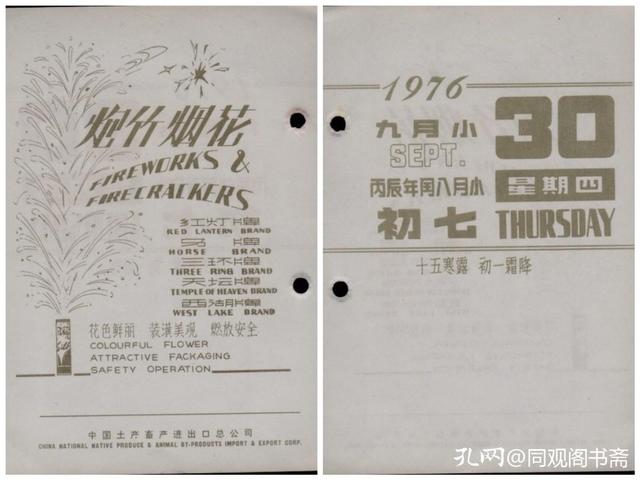 炮竹烟花
FIREWORKS &
FIRECRACKERS
红灯牌
RED LANTERN BRAND
马牌
HORSE BRAND
三环牌
THREE RING BRAND
天坛牌
TEMPLE OF HEAVEN BRAND
西湖牌
WEST LAKE BRAND
花色鲜丽 装潢美观 燃放安全
COLOURFUL FLOWER
ATTRACTIVE PACKAGING
SAFETY OPERATION
中国土产畜产进出口总公司
CHINA NATIONAL NATIVE PRODUCE & ANIMAL BY-PRODUCTS IMPORT & EXPORT CORP.
1976
九月小
SEPT.
30
丙辰年闰八月小
星期四
初七
THURSDAY
十五寒露 初一霜降
孔网@同观阁书斋